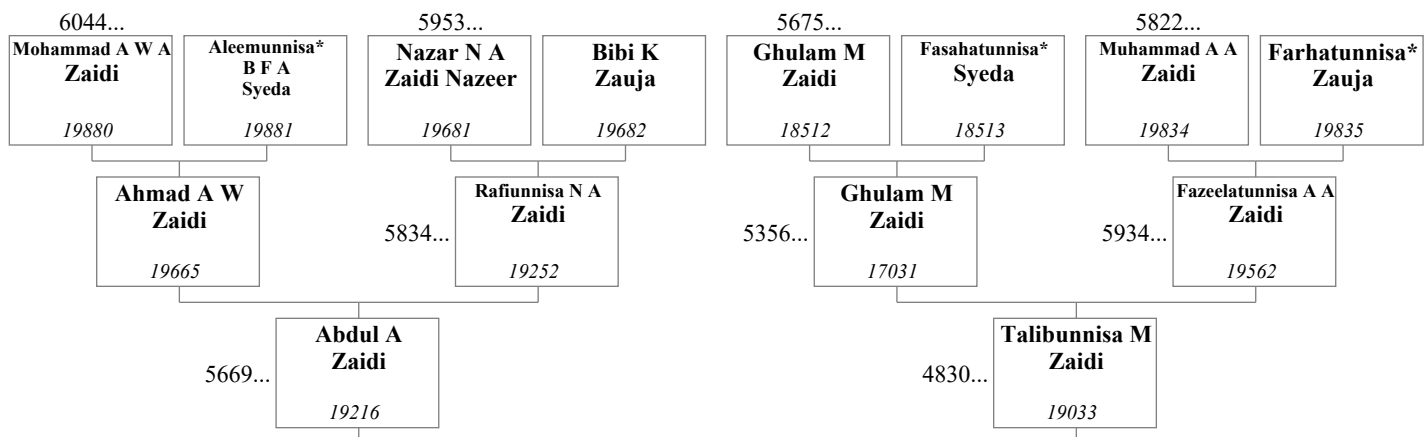 6044...
5953...
5675...
5822...
Mohammad A W A
Zaidi
19880
Aleemunnisa*
B F A
Syeda
19881
Nazar N A
Zaidi Nazeer
19681
Bibi K
Zauja
19682
Ghulam M
Zaidi
18512
Fasahatunnisa*
Syeda
18513
Muhammad A A
Zaidi
19834
Farhatunnisa*
Zauja
19835
Ahmad A W
Zaidi
19665
5834...
Rafiunnisa N A
Zaidi
19252
5356...
Ghulam M
Zaidi
17031
5934...
Fazeelatunnisa A A
Zaidi
19562
5669...
Abdul A
Zaidi
19216
4830...
Talibunnisa M
Zaidi
19033